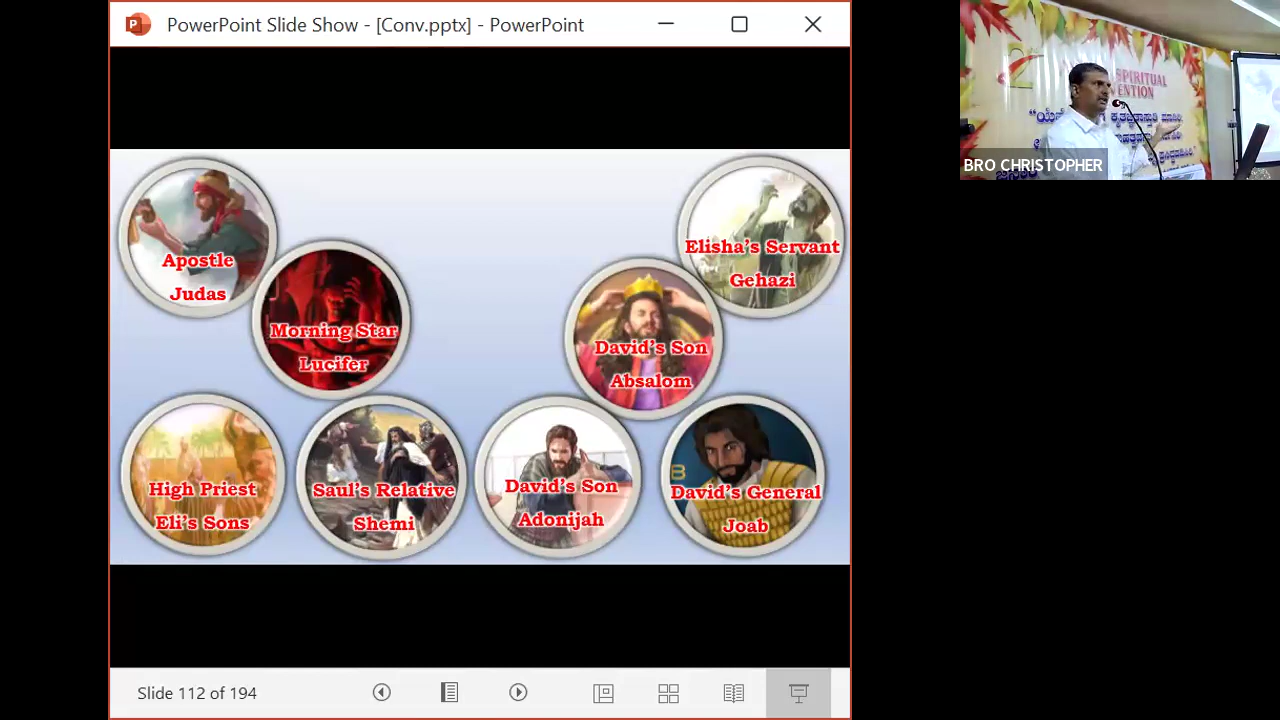 PowerPoint Slide Show - [Conv.pptx] - PowerPoint
Apostle
Judas
Morning Star
Lucifer
Elisha's Servant
Gehazi
David's Son
Absalom
High Priest
Eli's Sons
Saul's Relative
Shemi
David's Son
Adonijah
B
David's General
Joab
Slide 112 of 194
2
SPIRITUAL
BRO CHRISTOPHER